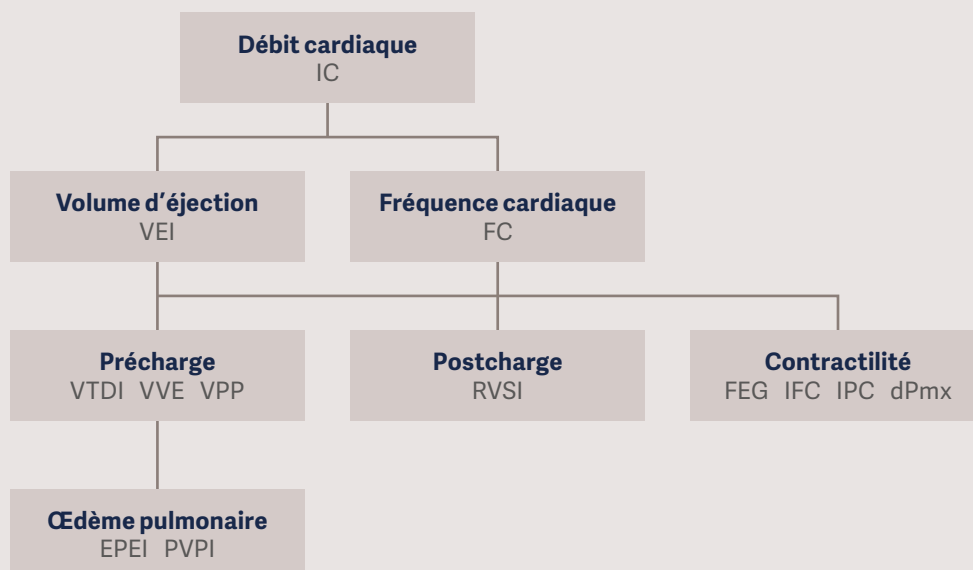 Débit cardiaque
IC
Volume d'éjection
VEI
Fréquence cardiaque
FC
Précharge
VTDI VVE VPP
Postcharge
RVSI
Contractilité
FEG IFC IPC dPmx
Œdème pulmonaire
EPEI PVPI